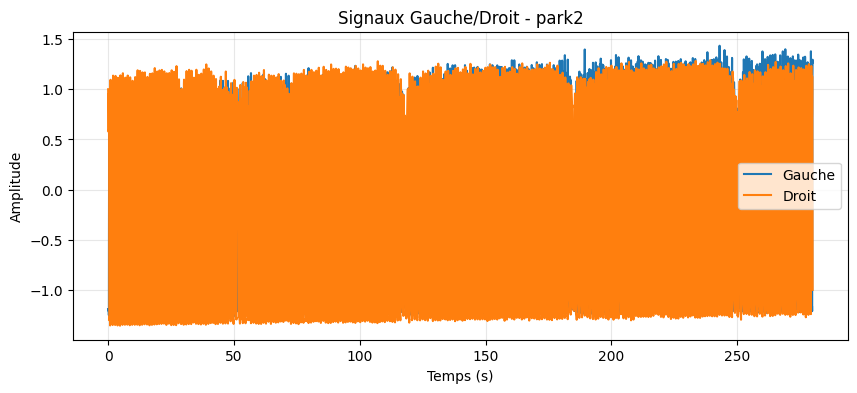 Signaux Gauche/Droit - park2
1.5
1.0
0.5
0.0
−0.5
−1.0
Amplitude
Gauche
Droit
0 50 100 150 200 250
Temps (s)